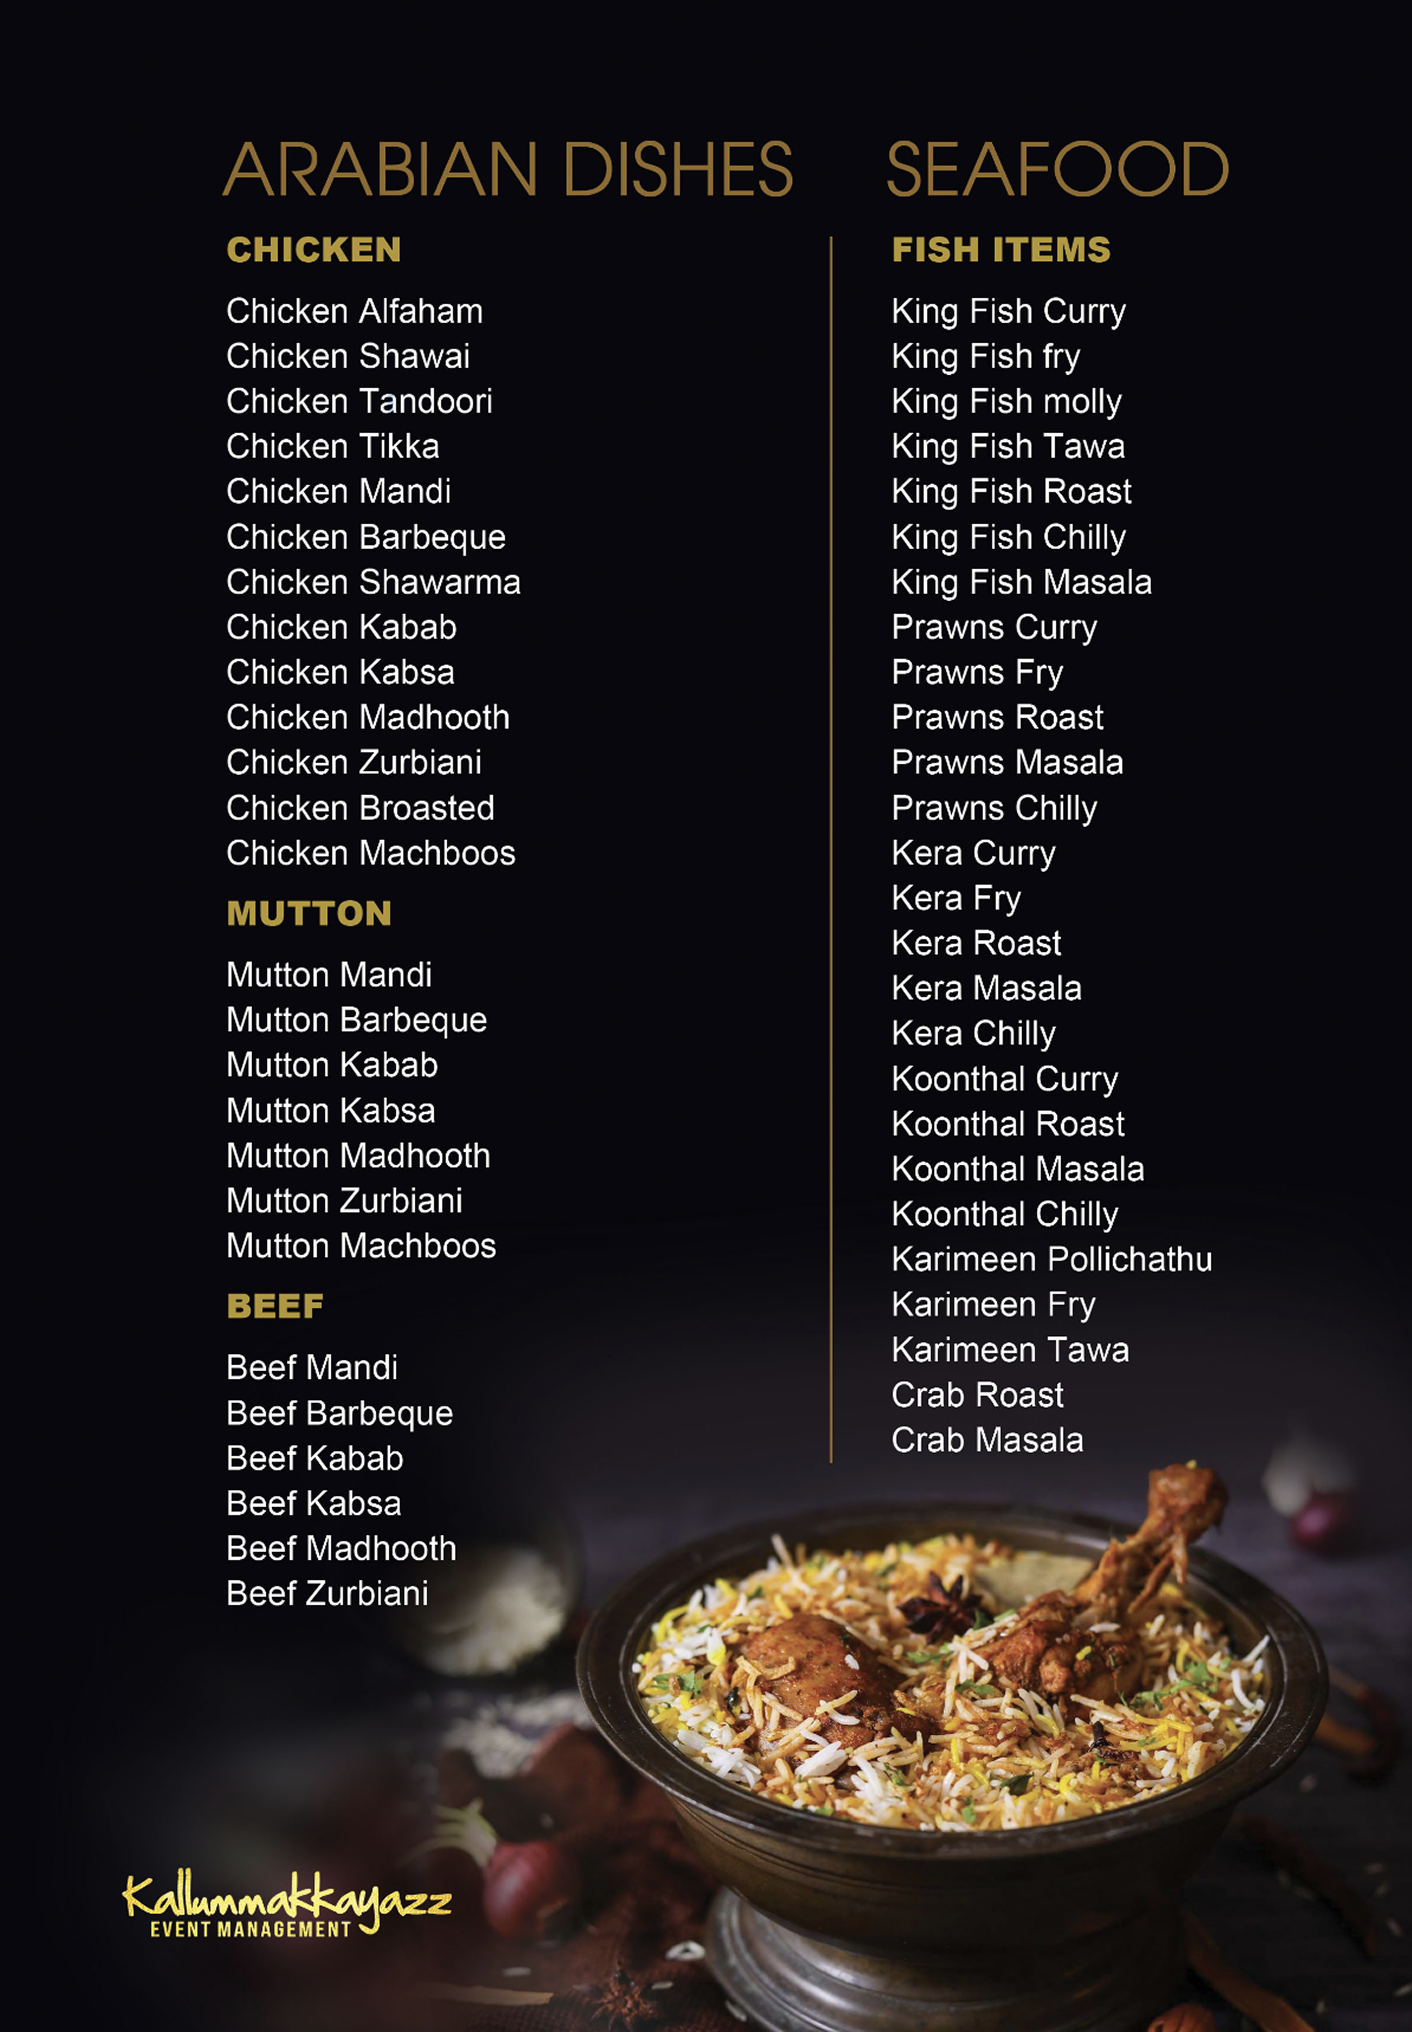 ARABIAN DISHES
CHICKEN
Chicken Alfaham
Chicken Shawai
Chicken Tandoori
Chicken Tikka
Chicken Mandi
Chicken Barbeque
Chicken Shawarma
Chicken Kabab
Chicken Kabsa
Chicken Madhooth
Chicken Zurbiani
Chicken Broasted
Chicken Machboos
MUTTON
Mutton Mandi
Mutton Barbeque
Mutton Kabab
Mutton Kabsa
Mutton Madhooth
Mutton Zurbiani
Mutton Machboos
BEEF
Beef Mandi
Beef Barbeque
Beef Kabab
Beef Kabsa
Beef Madhooth
Beef Zurbiani
SEAFOOD
FISH ITEMS
King Fish Curry
King Fish fry
King Fish molly
King Fish Tawa
King Fish Roast
King Fish Chilly
King Fish Masala
Prawns Curry
Prawns Fry
Prawns Roast
Prawns Masala
Prawns Chilly
Kera Curry
Kera Fry
Kera Roast
Kera Masala
Kera Chilly
Koonthal Curry
Koonthal Roast
Koonthal Masala
Koonthal Chilly
Karimeen Pollichathu
Karimeen Fry
Karimeen Tawa
Crab Roast
Crab Masala
Kallummakkayazz
EVENT MANAGEMENT